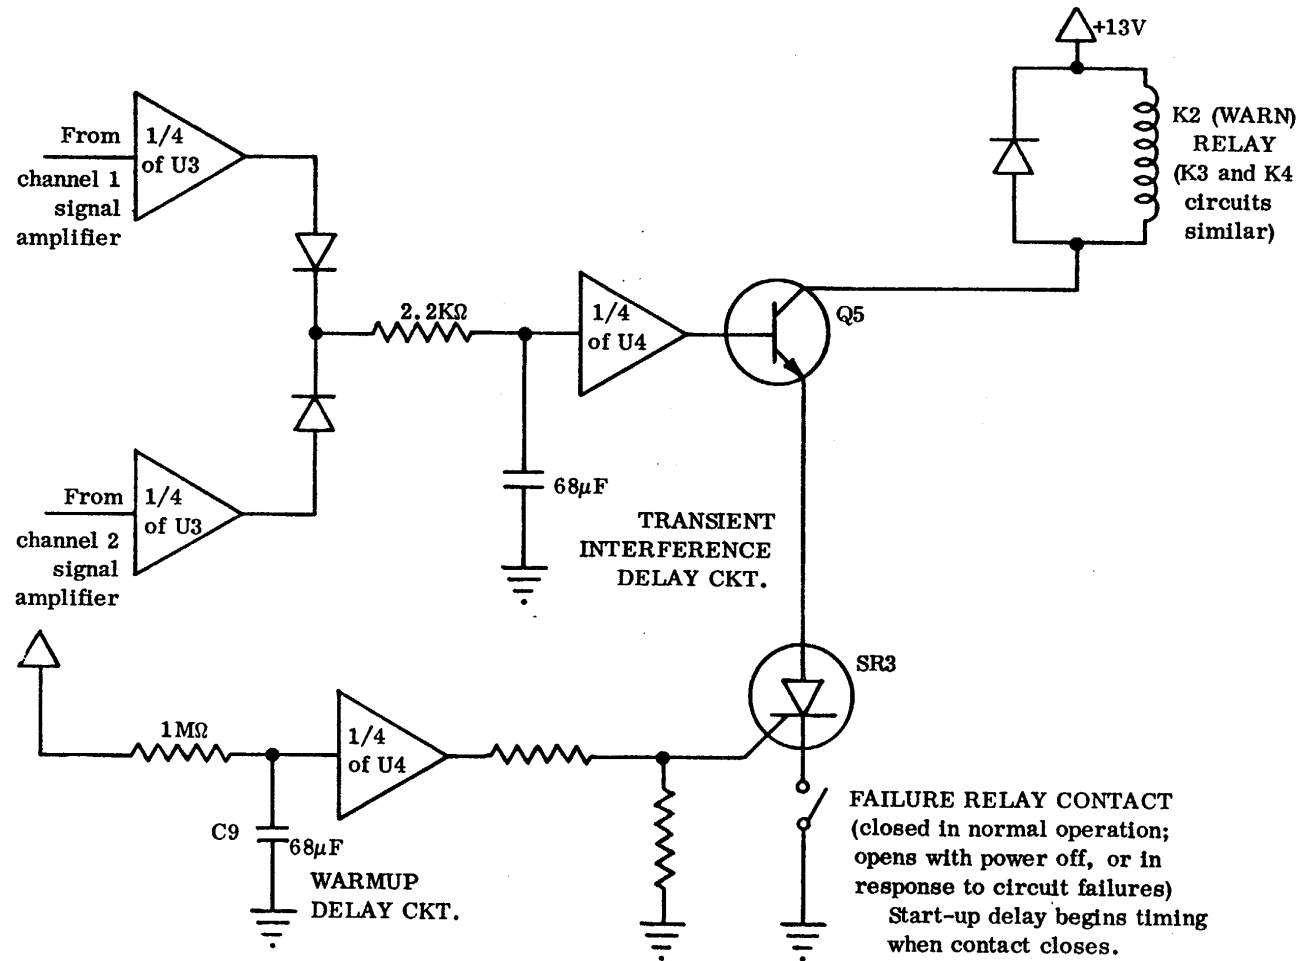 +13V
K2 (WARN)
RELAY
(K3 and K4
circuits
similar)
From
channel 1
signal
amplifier
1/4
of U3
2.2KΩ
1/4
of U4
Q5
68μF
TRANSIENT
INTERFERENCE
DELAY CKT.
From
channel 2
signal
amplifier
1/4
of U3
SR3
1MΩ
1/4
of U4
C9
68μF
WARMUP
DELAY CKT.
FAILURE RELAY CONTACT
(closed in normal operation;
opens with power off, or in
response to circuit failures)
Start-up delay begins timing
when contact closes.